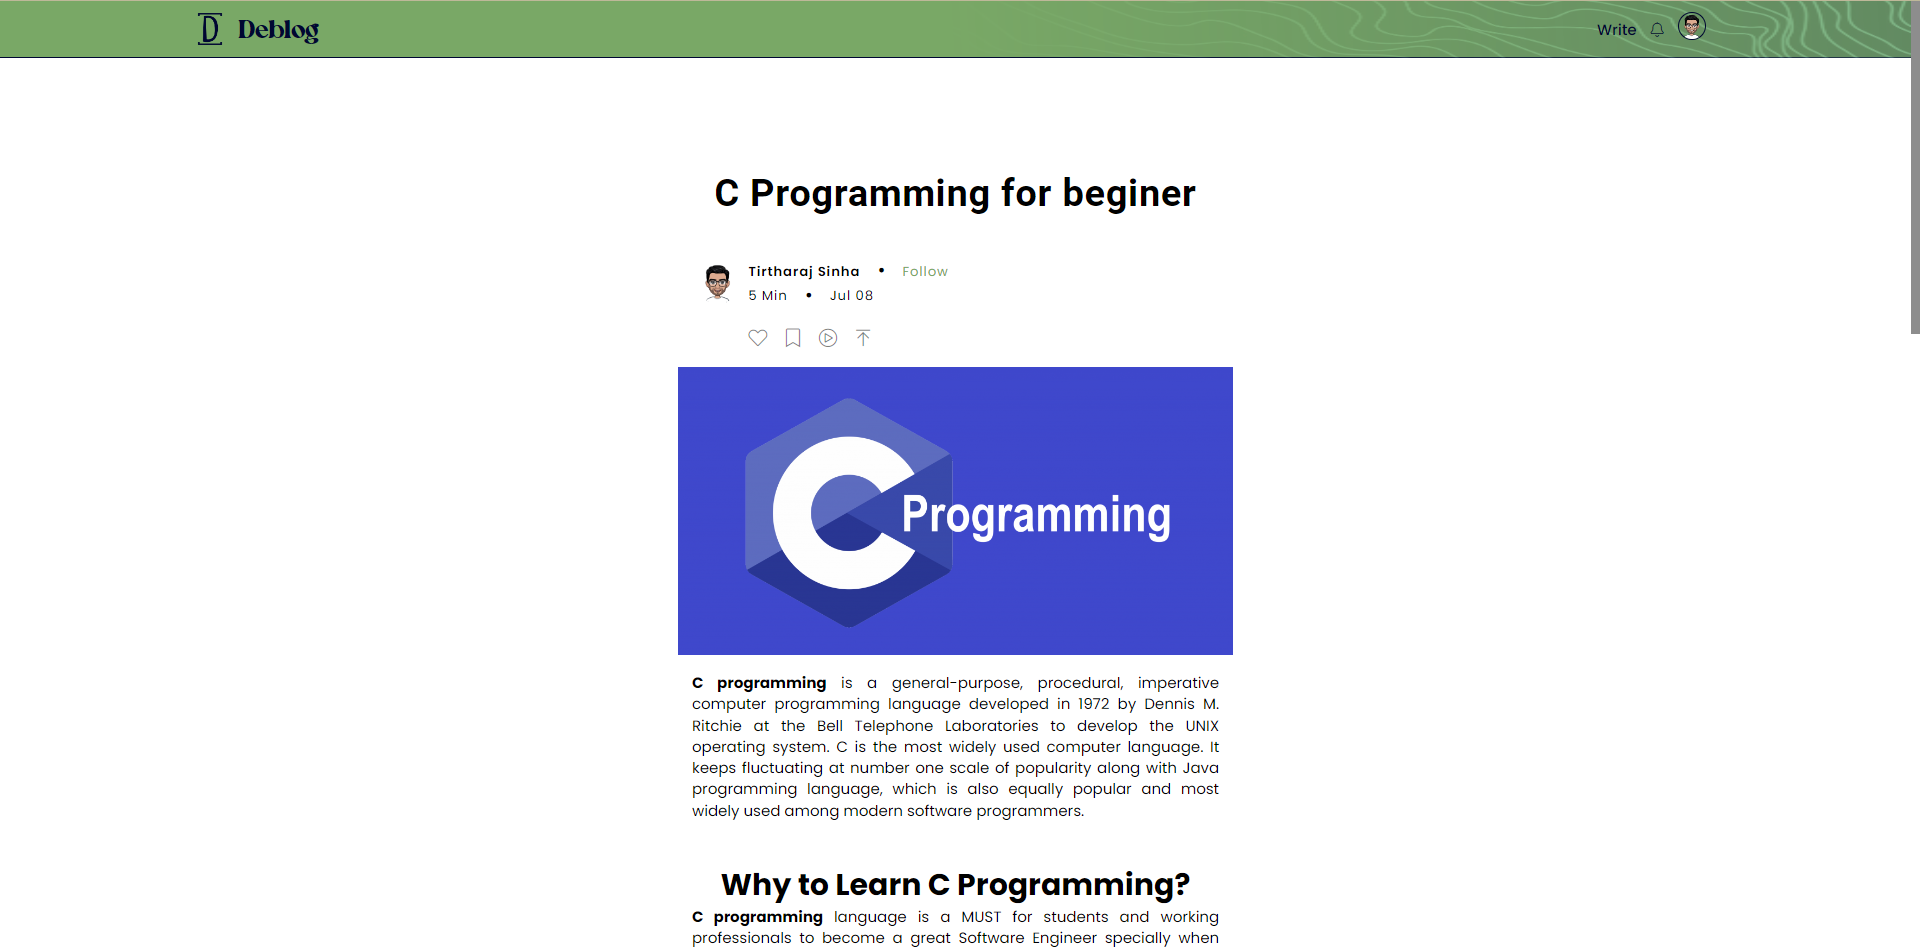 Deblog
Write
C Programming for beginer
Tirtharaj Sinha • Follow
5 Min • Jul 08
Programming
C programming is a general-purpose, procedural, imperative
computer programming language developed in 1972 by Dennis M.
Ritchie at the Bell Telephone Laboratories to develop the UNIX
operating system. C is the most widely used computer language. It
keeps fluctuating at number one scale of popularity along with Java
programming language, which is also equally popular and most
widely used among modern software programmers.
Why to Learn C Programming?
C programming language is a MUST for students and working
professionals to become a great Software Engineer specially when